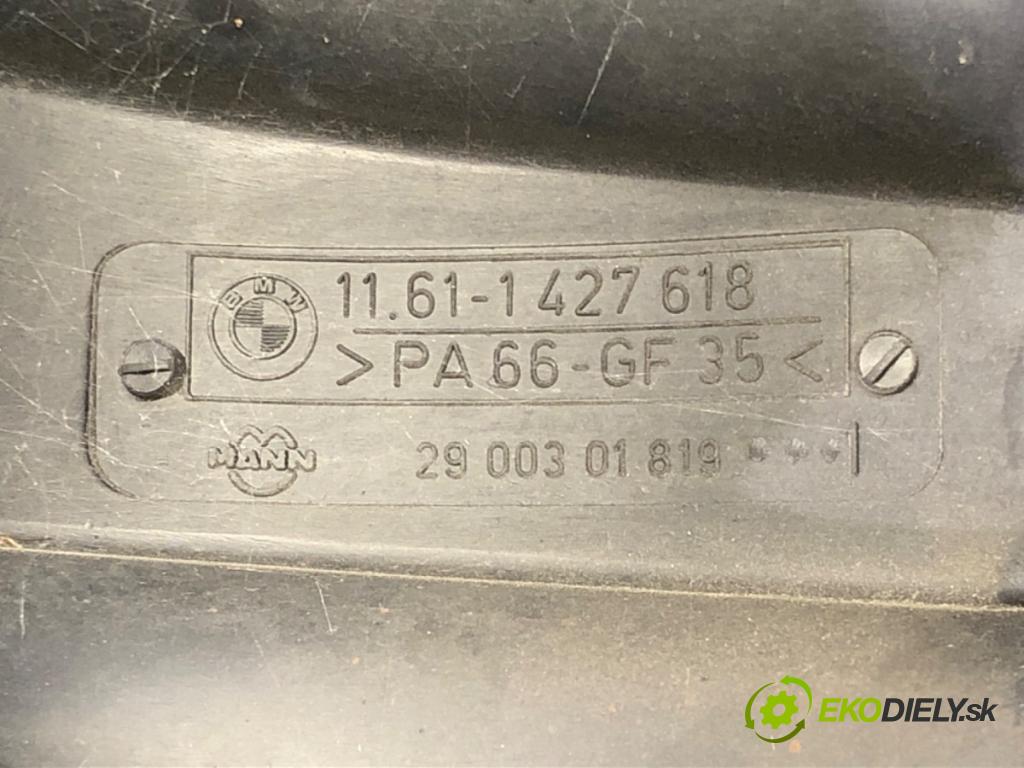 BMW
11.61-1 427 618
>PA 66-GF 35<
MANN
29 003 01 819
EKODIELY.sk